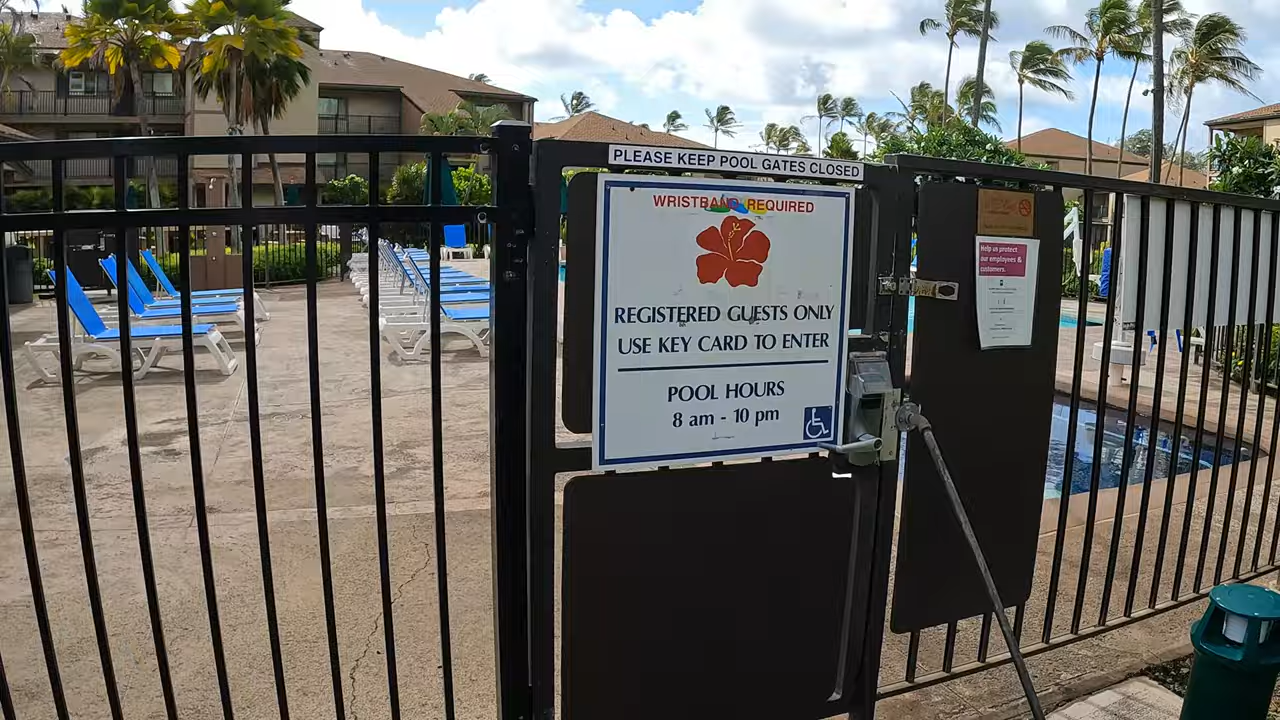 PLEASE KEEP POOL GATES CLOSED
WRISTBAND REQUIRED
REGISTERED GUESTS ONLY
USE KEY CARD TO ENTER
POOL HOURS
8 am - 10 pm
Help us protect
our employees &
customers.